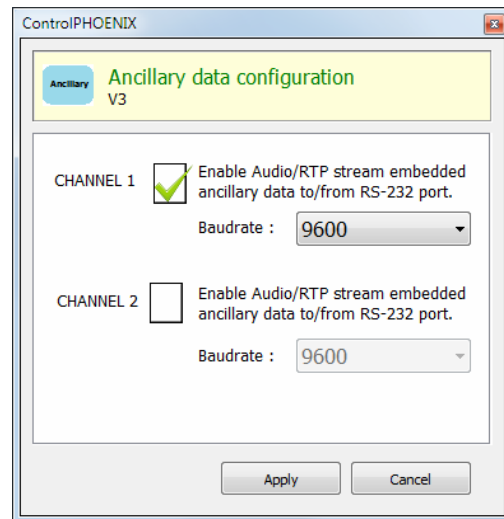 ControlPHOENIX
Ancillary
Ancillary data configuration
V3
CHANNEL 1
Enable Audio/RTP stream embedded
ancillary data to/from RS-232 port.
Baudrate :
9600
CHANNEL 2
Enable Audio/RTP stream embedded
ancillary data to/from RS-232 port.
Baudrate :
9600
Apply
Cancel